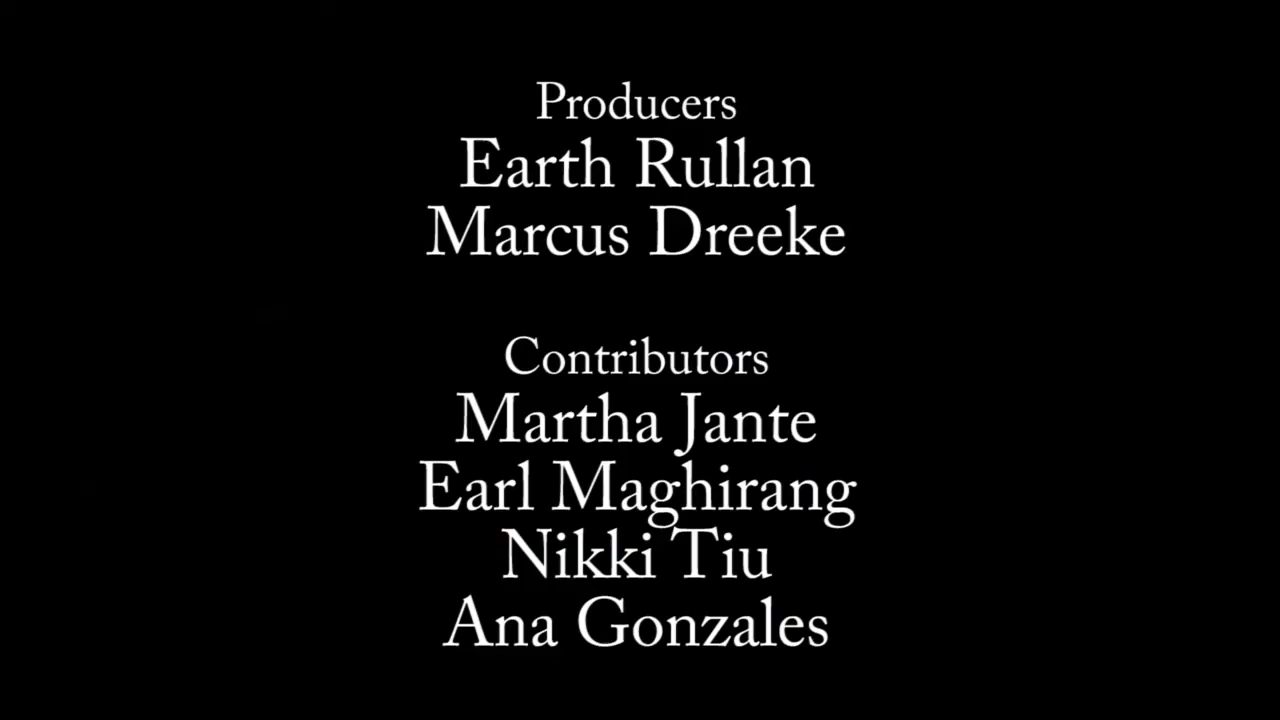 Producers
Earth Rullan
Marcus Dreeke
Contributors
Martha Jante
Earl Maghirang
Nikki Tiu
Ana Gonzales